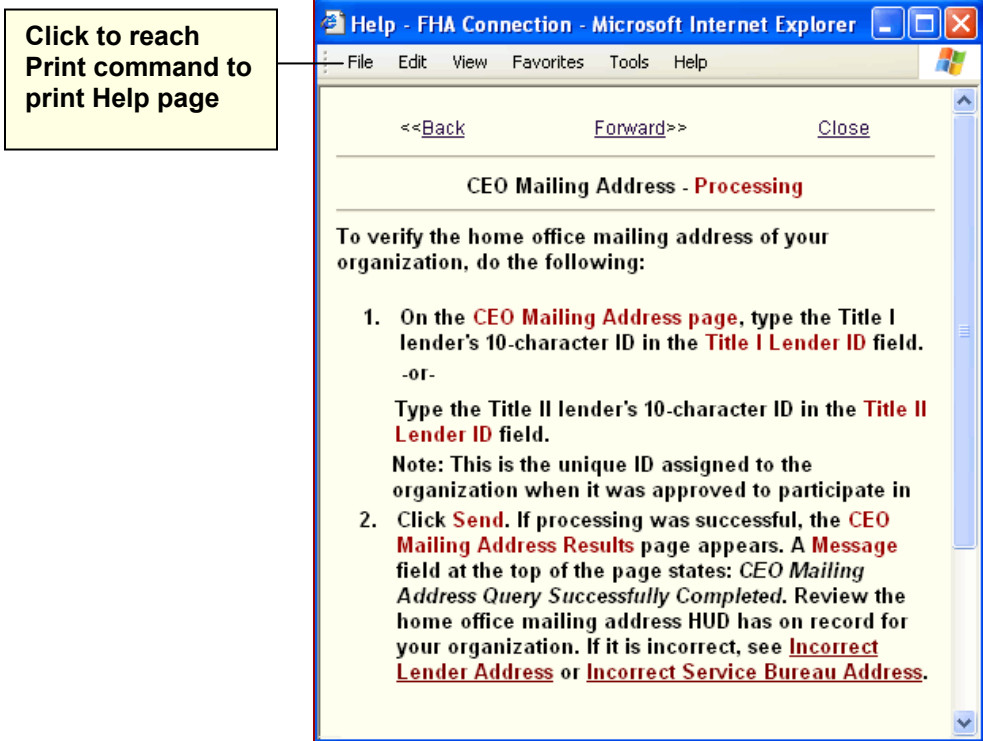 Click to reach
Print command to
print Help page
Help - FHA Connection - Microsoft Internet Explorer
File Edit View Favorites Tools Help
<<Back Forward>> Close
CEO Mailing Address - Processing
To verify the home office mailing address of your
organization, do the following:
1. On the CEO Mailing Address page, type the Title I
lender's 10-character ID in the Title I Lender ID field.
-or-
Type the Title II lender's 10-character ID in the Title II
Lender ID field.
Note: This is the unique ID assigned to the
organization when it was approved to participate in
2. Click Send. If processing was successful, the CEO
Mailing Address Results page appears. A Message
field at the top of the page states: CEO Mailing
Address Query Successfully Completed. Review the
home office mailing address HUD has on record for
your organization. If it is incorrect, see Incorrect
Lender Address or Incorrect Service Bureau Address.